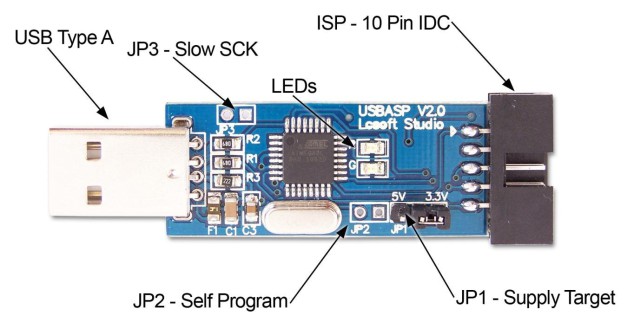 ISP - 10 Pin IDC
USB Type A
JP3 - Slow SCK
LEDs
USBASP V2.0
Lcsoft Studio
JP3
R2
R1
R3
G
5V
3.3V
F1
C1
C3
JP2
JP1
JP2 - Self Program
JP1 - Supply Target